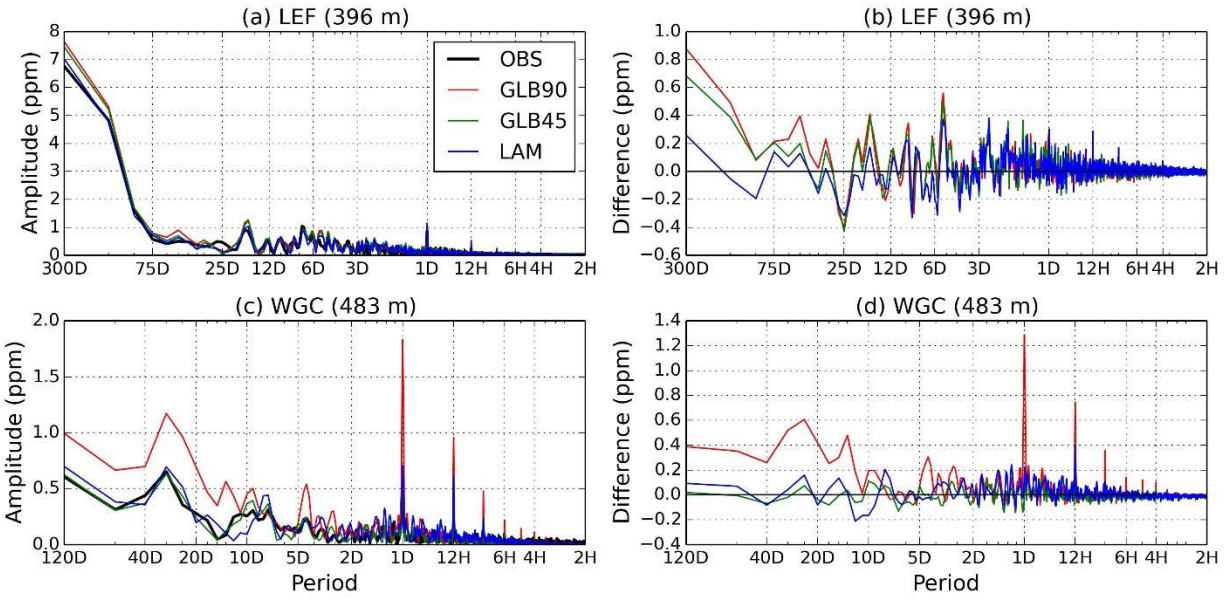 (a) LEF (396 m)
Amplitude (ppm)
8
7
6
5
4
3
2
1
0
300D 75D 25D 12D 6D 3D 1D 12H 6H 4H 2H
OBS
GLB90
GLB45
LAM
(b) LEF (396 m)
Difference (ppm)
1.0
0.8
0.6
0.4
0.2
0.0
−0.2
−0.4
−0.6
300D 75D 25D 12D 6D 3D 1D 12H 6H 4H 2H
(c) WGC (483 m)
Amplitude (ppm)
2.0
1.5
1.0
0.5
0.0
120D 40D 20D 10D 5D 2D 1D 12H 6H 4H 2H
Period
(d) WGC (483 m)
Difference (ppm)
1.4
1.2
1.0
0.8
0.6
0.4
0.2
0.0
−0.2
−0.4
120D 40D 20D 10D 5D 2D 1D 12H 6H 4H 2H
Period